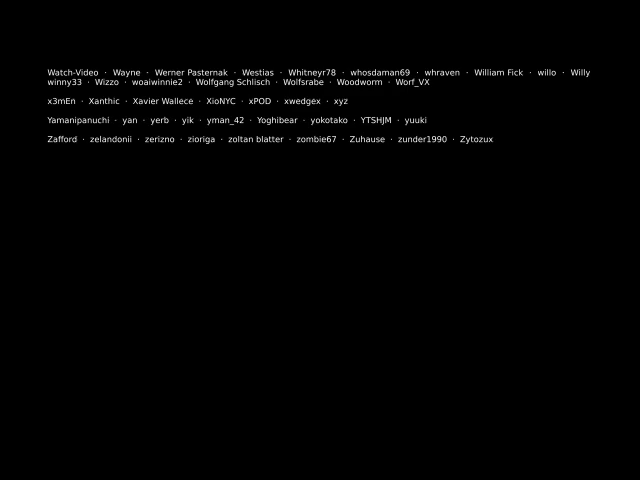 Watch-Video · Wayne · Werner Pasternak · Westias · Whitneyr78 · whosdaman69 · whraven · William Fick · willo · Willy
winny33 · Wizzo · woaiwinnie2 · Wolfgang Schlisch · Wolfsrabe · Woodworm · Worf_VX
x3mEn · Xanthic · Xavier Wallece · XioNYC · xPOD · xwedgex · xyz
Yamanipanuchi · yan · yerb · yik · yman_42 · Yoghibear · yokotako · YTSHJM · yuuki
Zafford · zelandonii · zerizno · zioriga · zoltan blatter · zombie67 · Zuhause · zunder1990 · Zytozux